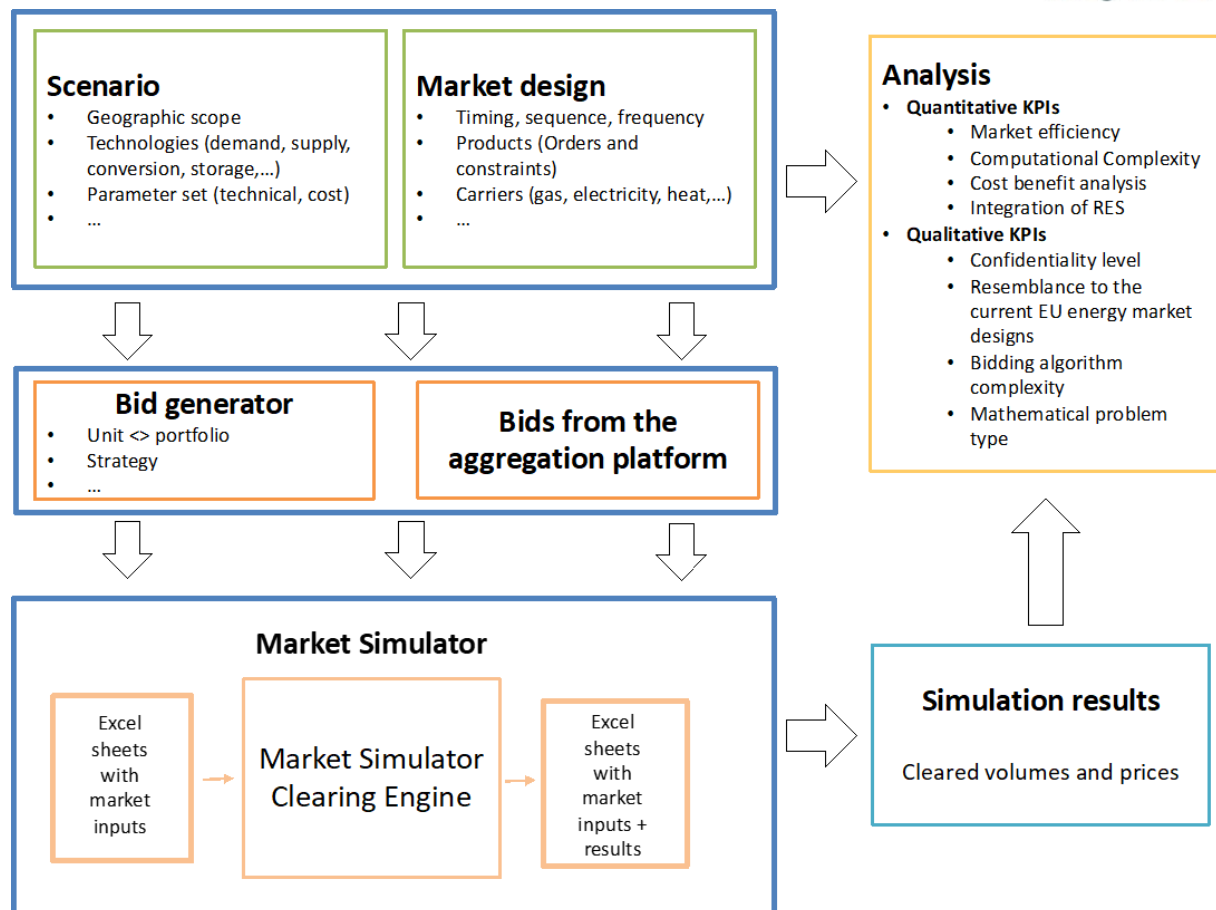 Scenario
• Geographic scope
• Technologies (demand, supply,
conversion, storage,...)
• Parameter set (technical, cost)
• ...
Market design
• Timing, sequence, frequency
• Products (Orders and
constraints)
• Carriers (gas, electricity, heat,...)
• ...
Analysis
• Quantitative KPIs
• Market efficiency
• Computational Complexity
• Cost benefit analysis
• Integration of RES
• Qualitative KPIs
• Confidentiality level
• Resemblance to the
current EU energy market
designs
• Bidding algorithm
complexity
• Mathematical problem
type
Bid generator
• Unit <> portfolio
• Strategy
• ...
Bids from the
aggregation platform
Market Simulator
Excel
sheets
with
market
inputs
Market Simulator
Clearing Engine
Excel
sheets
with
market
inputs +
results
Simulation results
Cleared volumes and prices